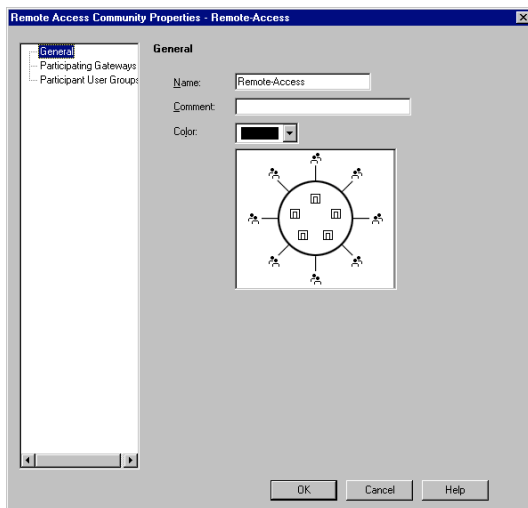 Remote Access Community Properties - Remote-Access
General
Participating Gateways
Participant User Groups
General
Name:
Remote-Access
Comment:
Color:
OK
Cancel
Help